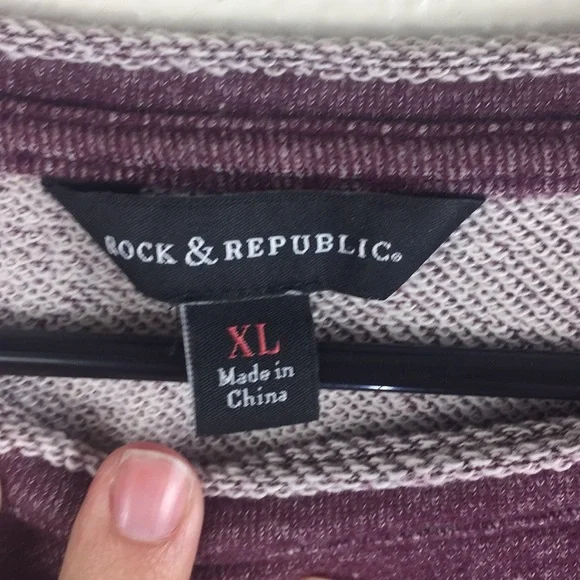 ROCK & REPUBLIC®
XL
Made in
China